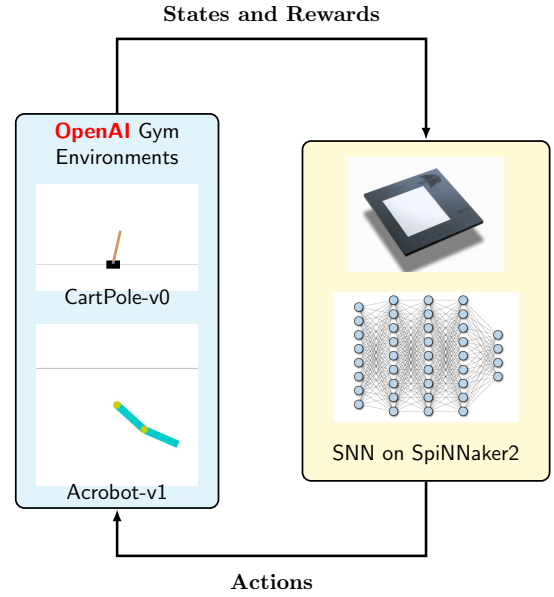 States and Rewards
OpenAI Gym
Environments
CartPole-v0
Acrobot-v1
SNN on SpiNNaker2
Actions